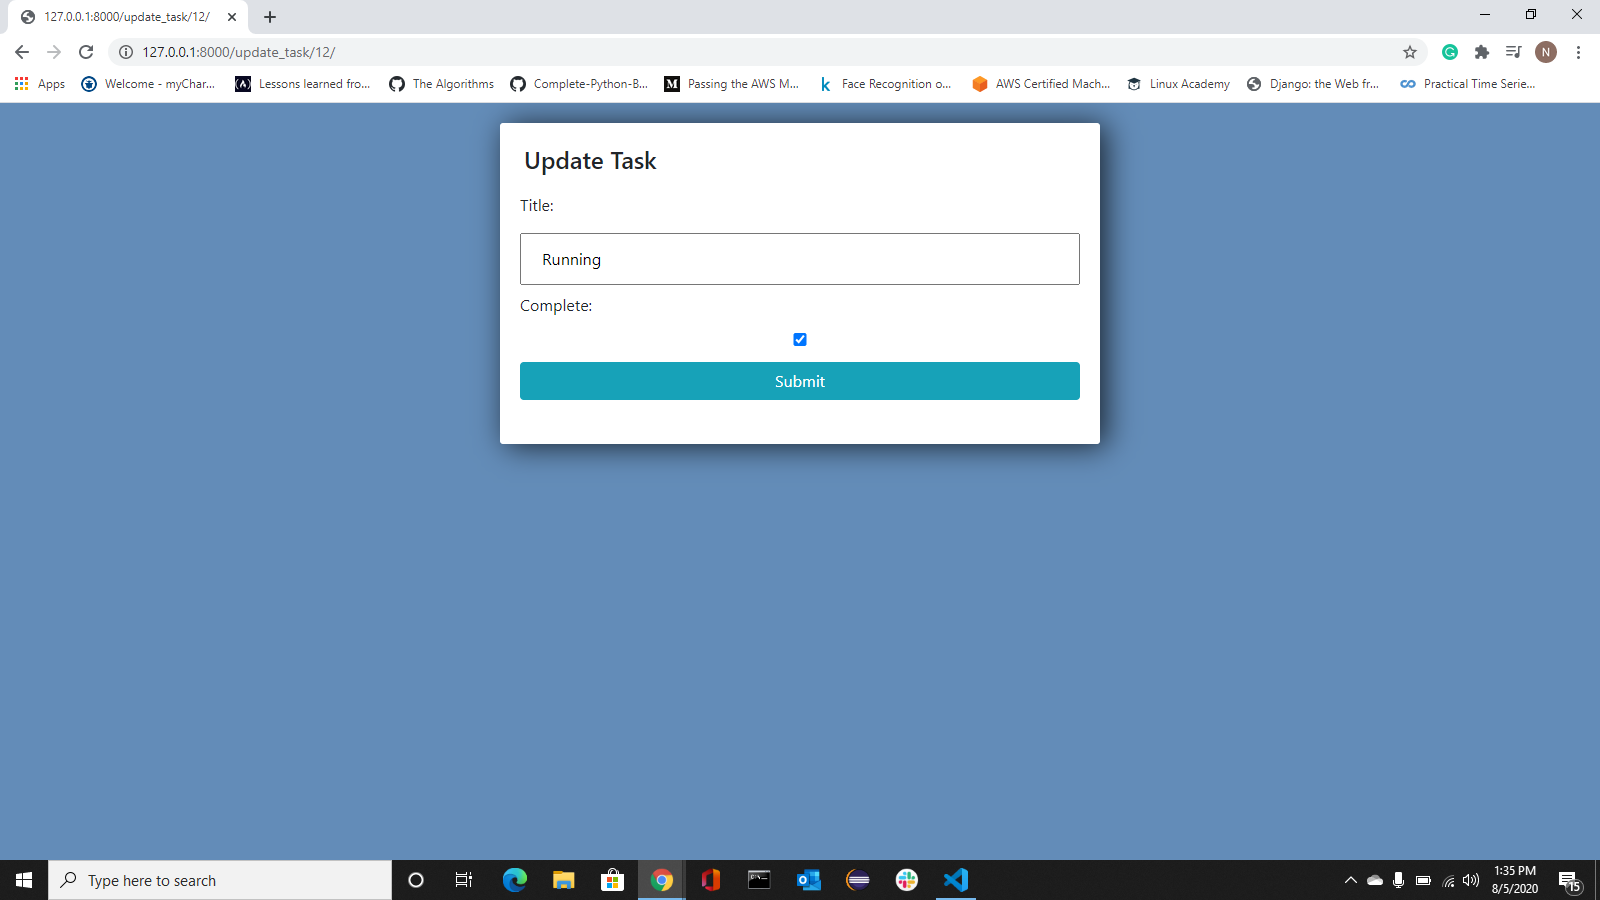 127.0.0.1:8000/update_task/12/
127.0.0.1:8000/update_task/12/
N
Apps
Welcome - myChar...
Lessons learned fro...
The Algorithms
Complete-Python-B...
Passing the AWS M...
Face Recognition o...
AWS Certified Mach...
Linux Academy
Django: the Web fr...
Practical Time Serie...
Update Task
Title:
Running
Complete:
Submit
Type here to search
1:35 PM
8/5/2020
15